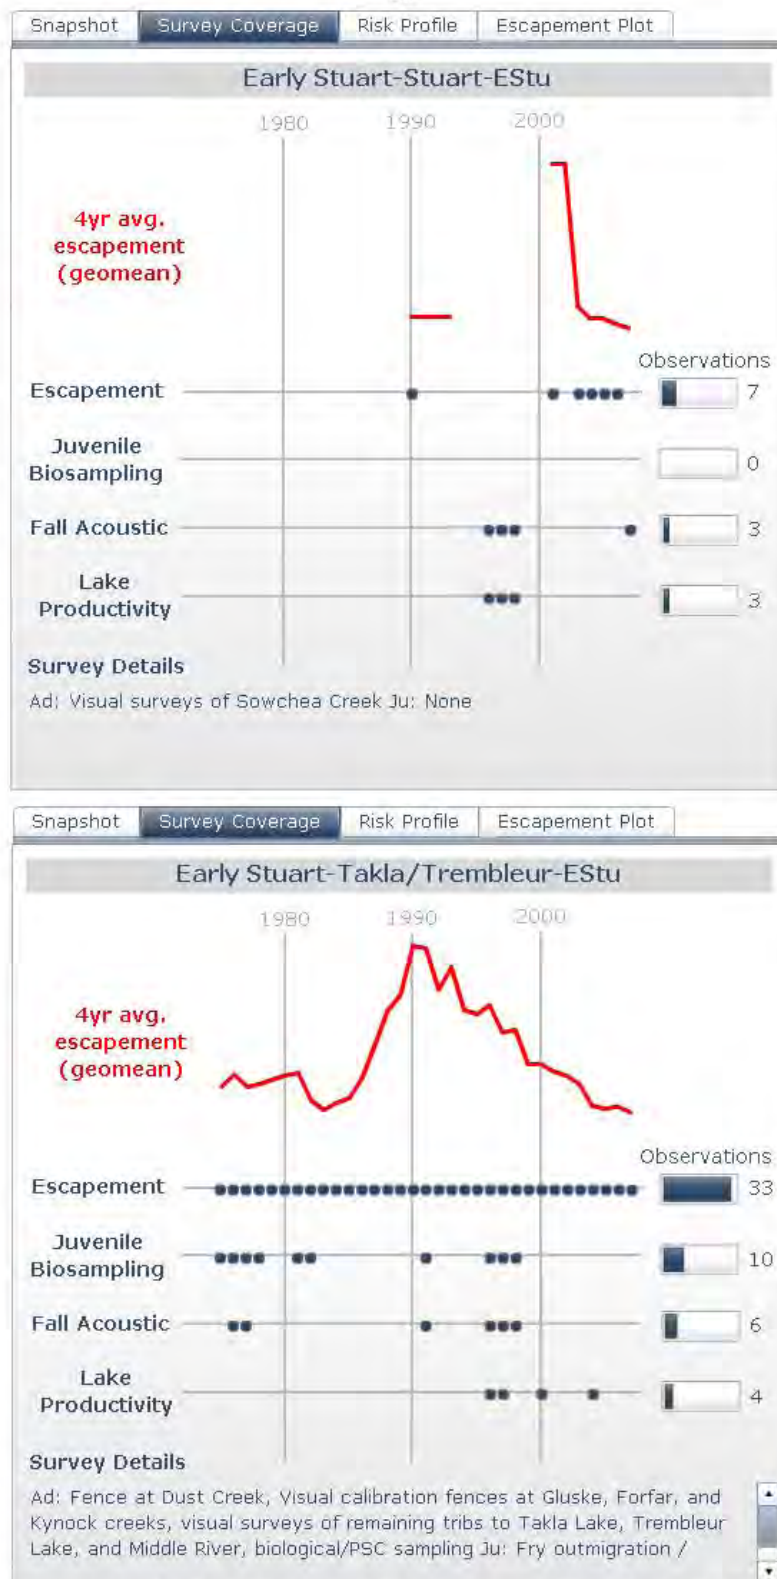 Snapshot Survey Coverage Risk Profile Escapement Plot
Early Stuart-Stuart-EStu
1980 1990 2000
4yr avg.
escapement
(geomean)
Observations
Escapement 7
Juvenile
Biosampling 0
Fall Acoustic 3
Lake
Productivity 3
Survey Details
Ad: Visual surveys of Sowchea Creek Ju: None
Snapshot Survey Coverage Risk Profile Escapement Plot
Early Stuart-Takla/Trembleur-EStu
1980 1990 2000
4yr avg.
escapement
(geomean)
Observations
Escapement 33
Juvenile
Biosampling 10
Fall Acoustic 6
Lake
Productivity 4
Survey Details
Ad: Fence at Dust Creek, Visual calibration fences at Gluske, Forfar, and
Kynock creeks, visual surveys of remaining tribs to Takla Lake, Trembleur
Lake, and Middle River, biological/PSC sampling Ju: Fry outmigration /